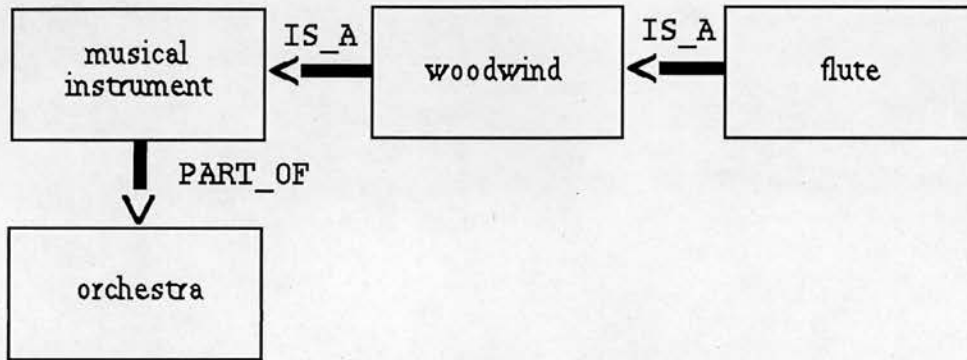 IS_A
IS_A
musical
instrument
woodwind
flute
PART_OF
orchestra